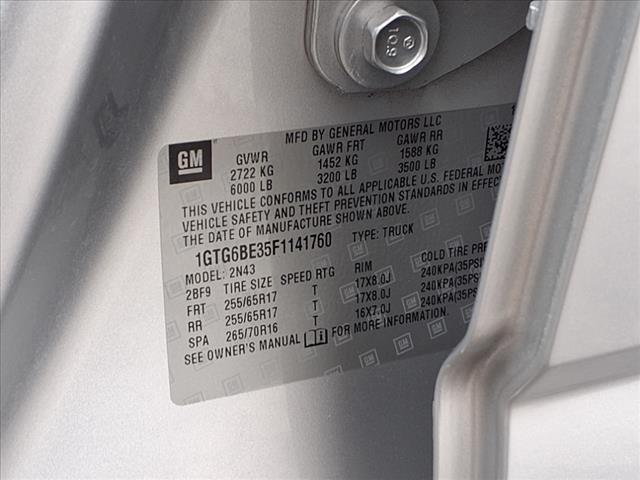 10.9
MFD BY GENERAL MOTORS LLC
GM
GVWR GAWR FRT GAWR RR
2722 KG 1452 KG 1588 KG
6000 LB 3200 LB 3500 LB
THIS VEHICLE CONFORMS TO ALL APPLICABLE U.S. FEDERAL
VEHICLE SAFETY AND THEFT PREVENTION STANDARDS IN EFFECT
THE DATE OF MANUFACTURE SHOWN ABOVE.
1GTG6BE35F1141760 TYPE: TRUCK
MODEL: 2N43
2BF9 TIRE SIZE SPEED RTG RIM COLD TIRE
FRT 255/65R17 T 17X8.0J 240KPA(35PSI
RR 255/65R17 T 17X8.0J 240KPA(35PSI
SPA 265/70R16 T 16X7.0J 240KPA(35PSI
SEE OWNER'S MANUAL FOR MORE INFORMATION.